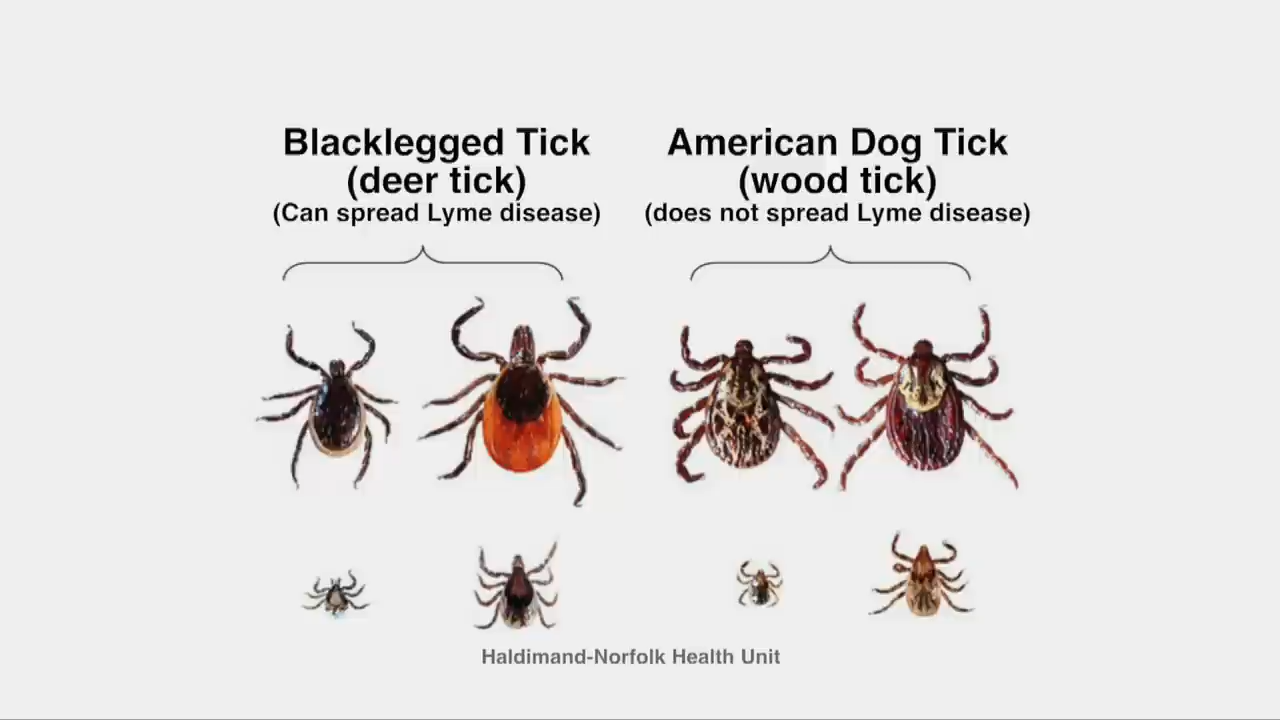 Blacklegged Tick
(deer tick)
(Can spread Lyme disease)
American Dog Tick
(wood tick)
(does not spread Lyme disease)
Haldimand-Norfolk Health Unit